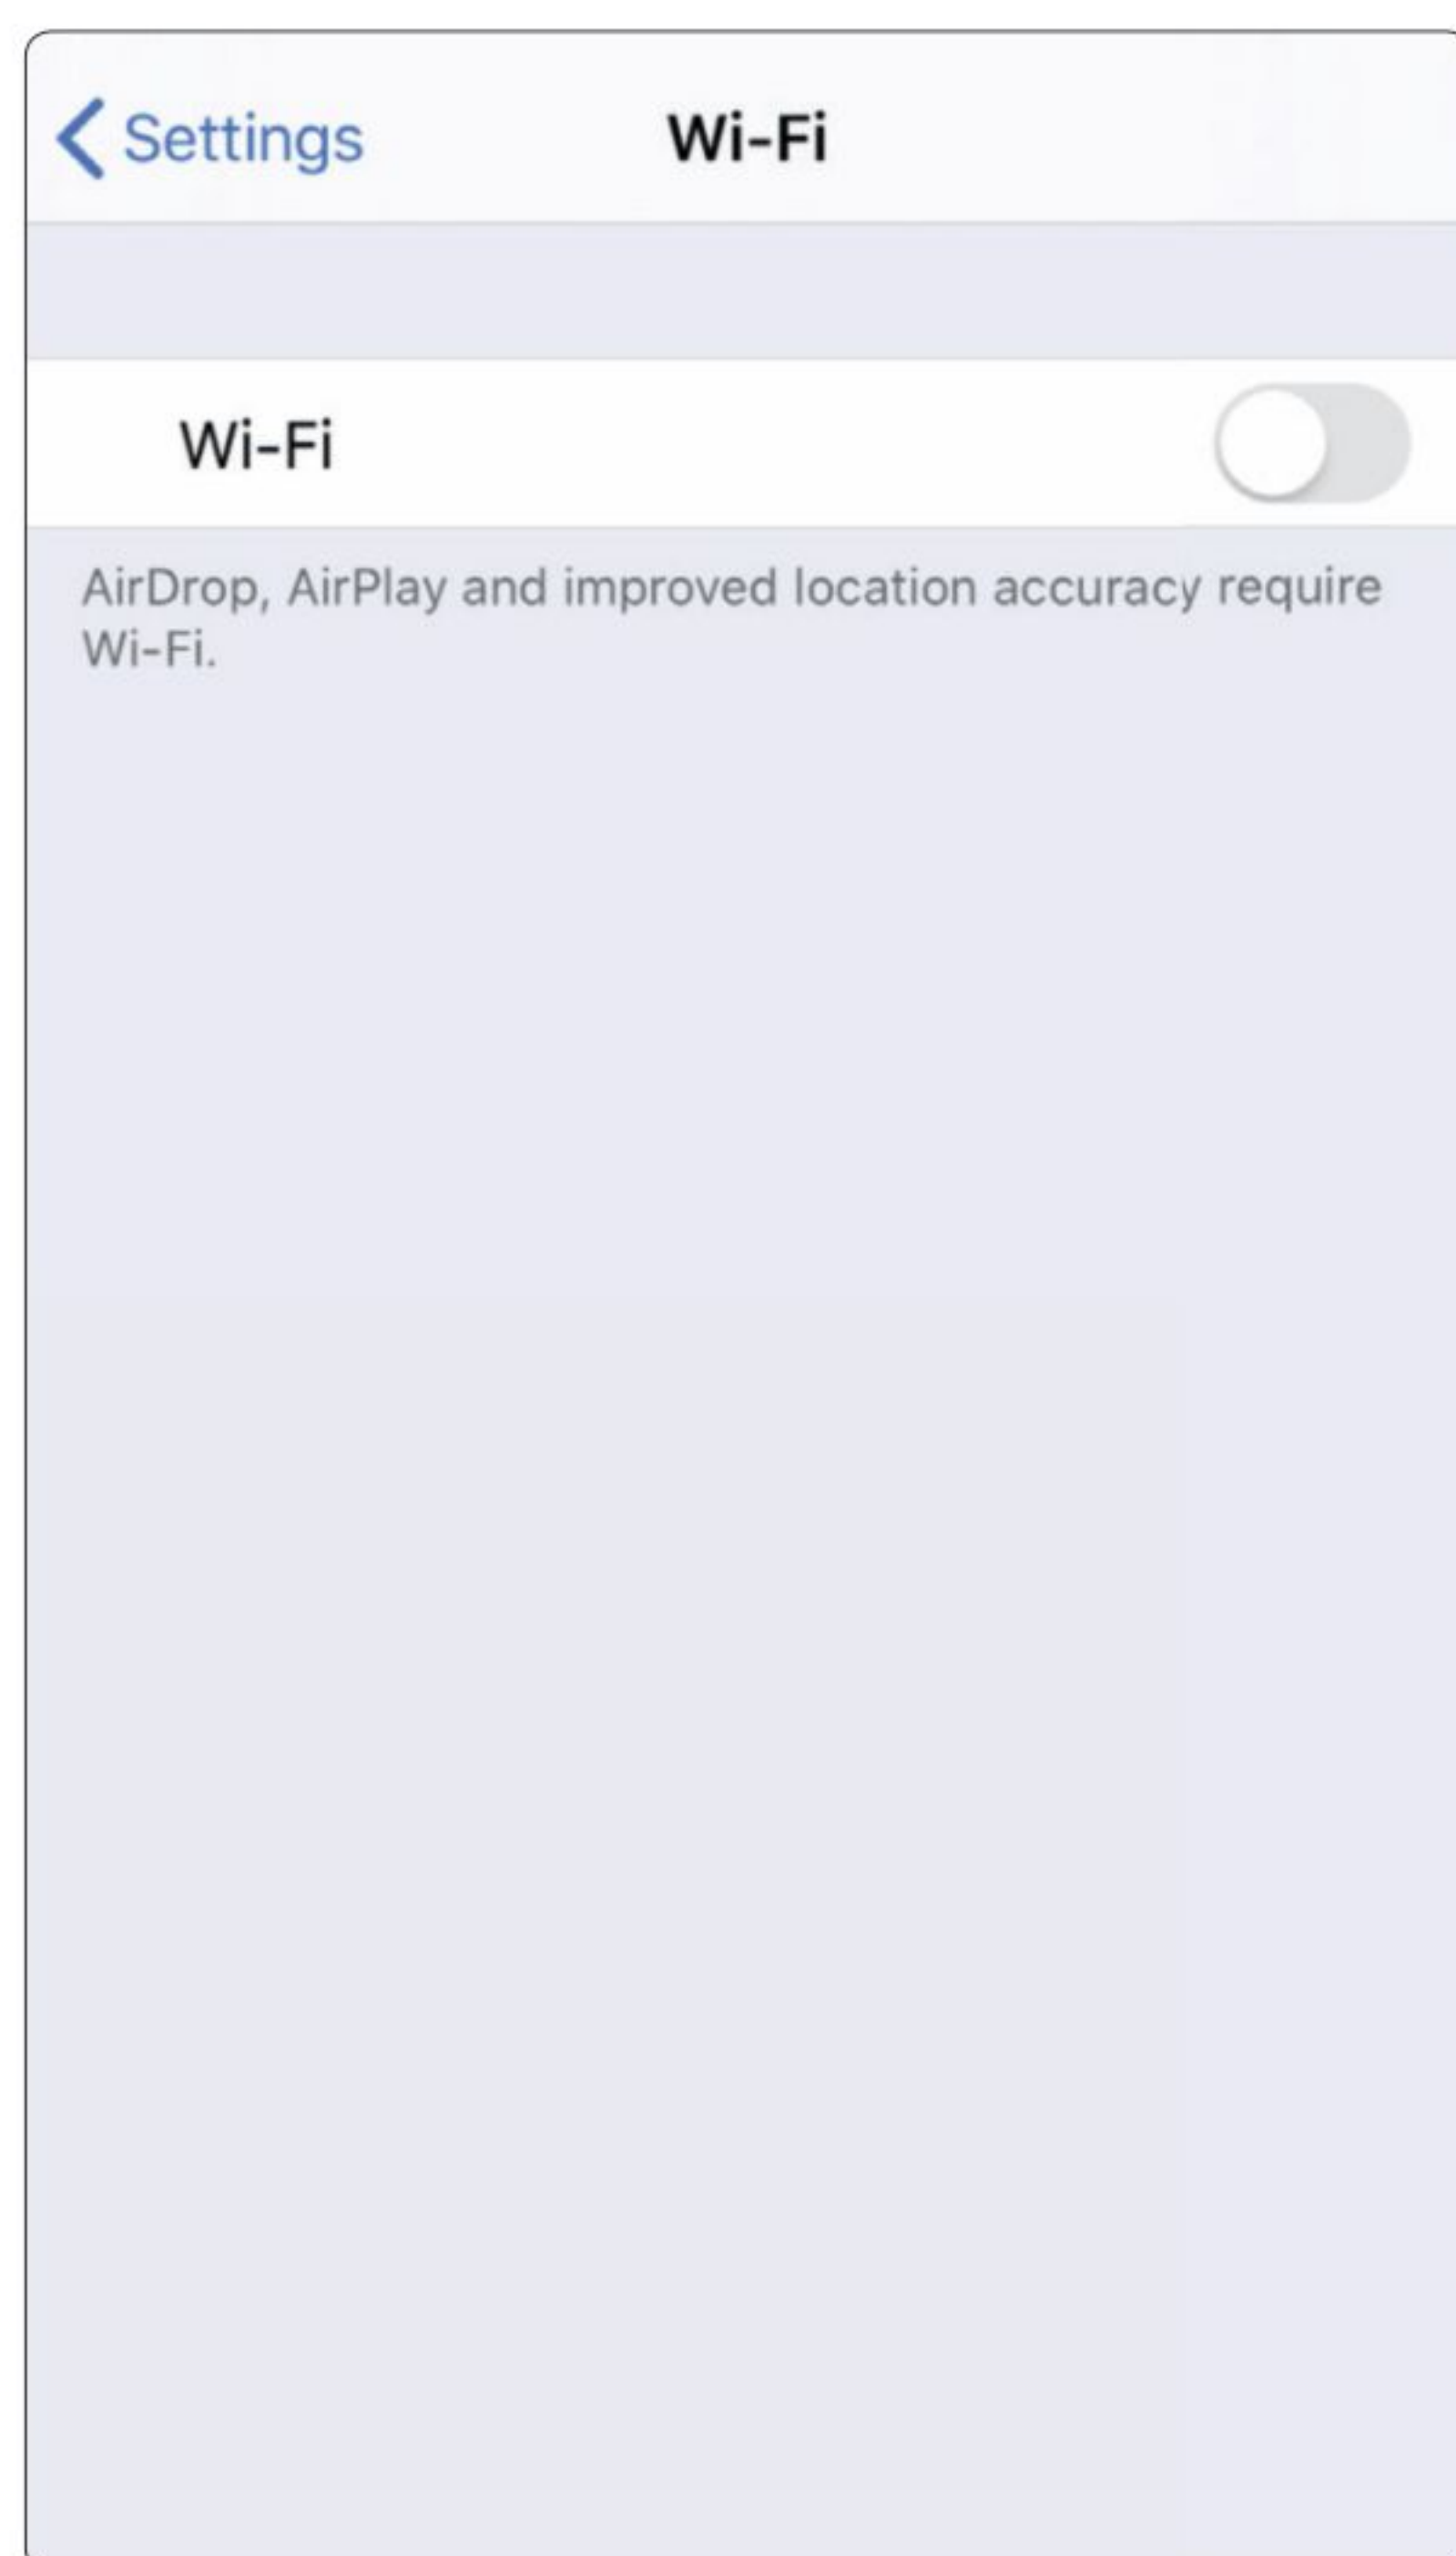 Settings
Wi-Fi
Wi-Fi
AirDrop, AirPlay and improved location accuracy require
Wi-Fi.